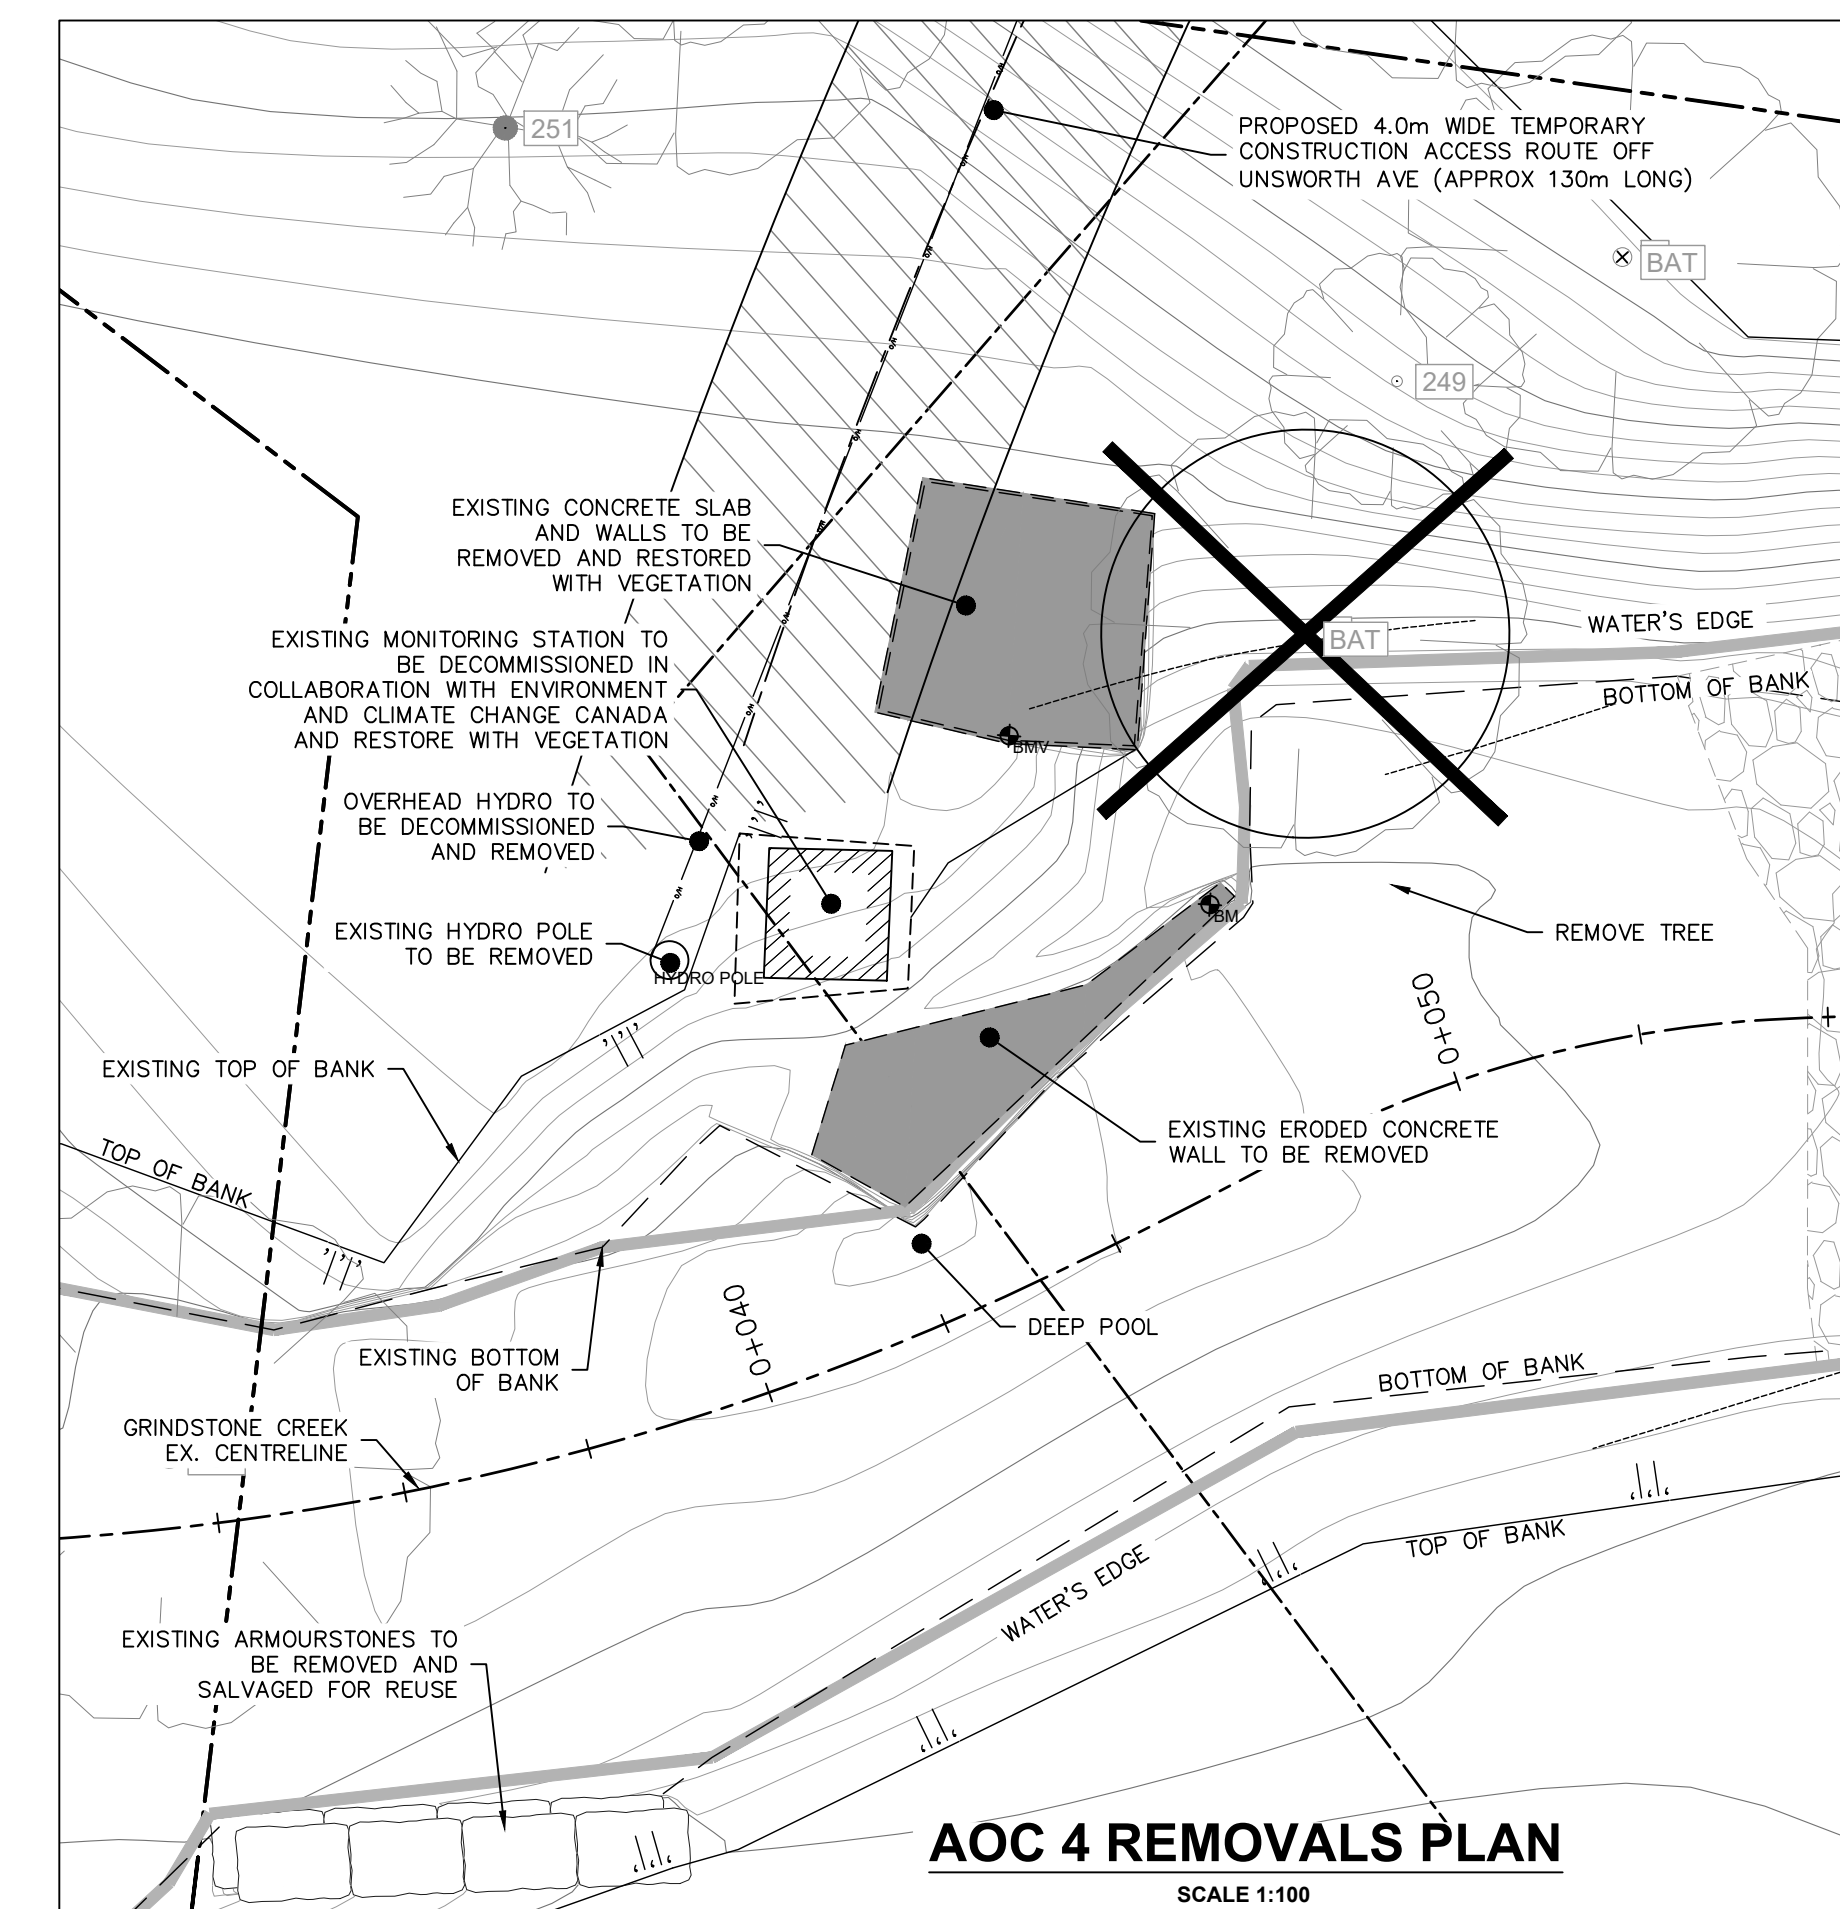 251
PROPOSED 4.0m WIDE TEMPORARY
CONSTRUCTION ACCESS ROUTE OFF
UNSWORTH AVE (APPROX 130m LONG)
BAT
249
EXISTING CONCRETE SLAB
AND WALLS TO BE
REMOVED AND RESTORED
WITH VEGETATION
EXISTING MONITORING STATION TO
BE DECOMMISSIONED IN
COLLABORATION WITH ENVIRONMENT
AND CLIMATE CHANGE CANADA
AND RESTORE WITH VEGETATION
WATER'S EDGE
BAT
BOTTOM OF BANK
BMV
OVERHEAD HYDRO TO
BE DECOMMISSIONED
AND REMOVED
BM
REMOVE TREE
EXISTING HYDRO POLE
TO BE REMOVED
HYDRO POLE
0+050
EXISTING TOP OF BANK
EXISTING ERODED CONCRETE
WALL TO BE REMOVED
TOP OF BANK
0+040
DEEP POOL
EXISTING BOTTOM
OF BANK
BOTTOM OF BANK
GRINDSTONE CREEK
EX. CENTRELINE
TOP OF BANK
WATER'S EDGE
EXISTING ARMOURSTONES TO
BE REMOVED AND
SALVAGED FOR REUSE
AOC 4 REMOVALS PLAN
SCALE 1:100